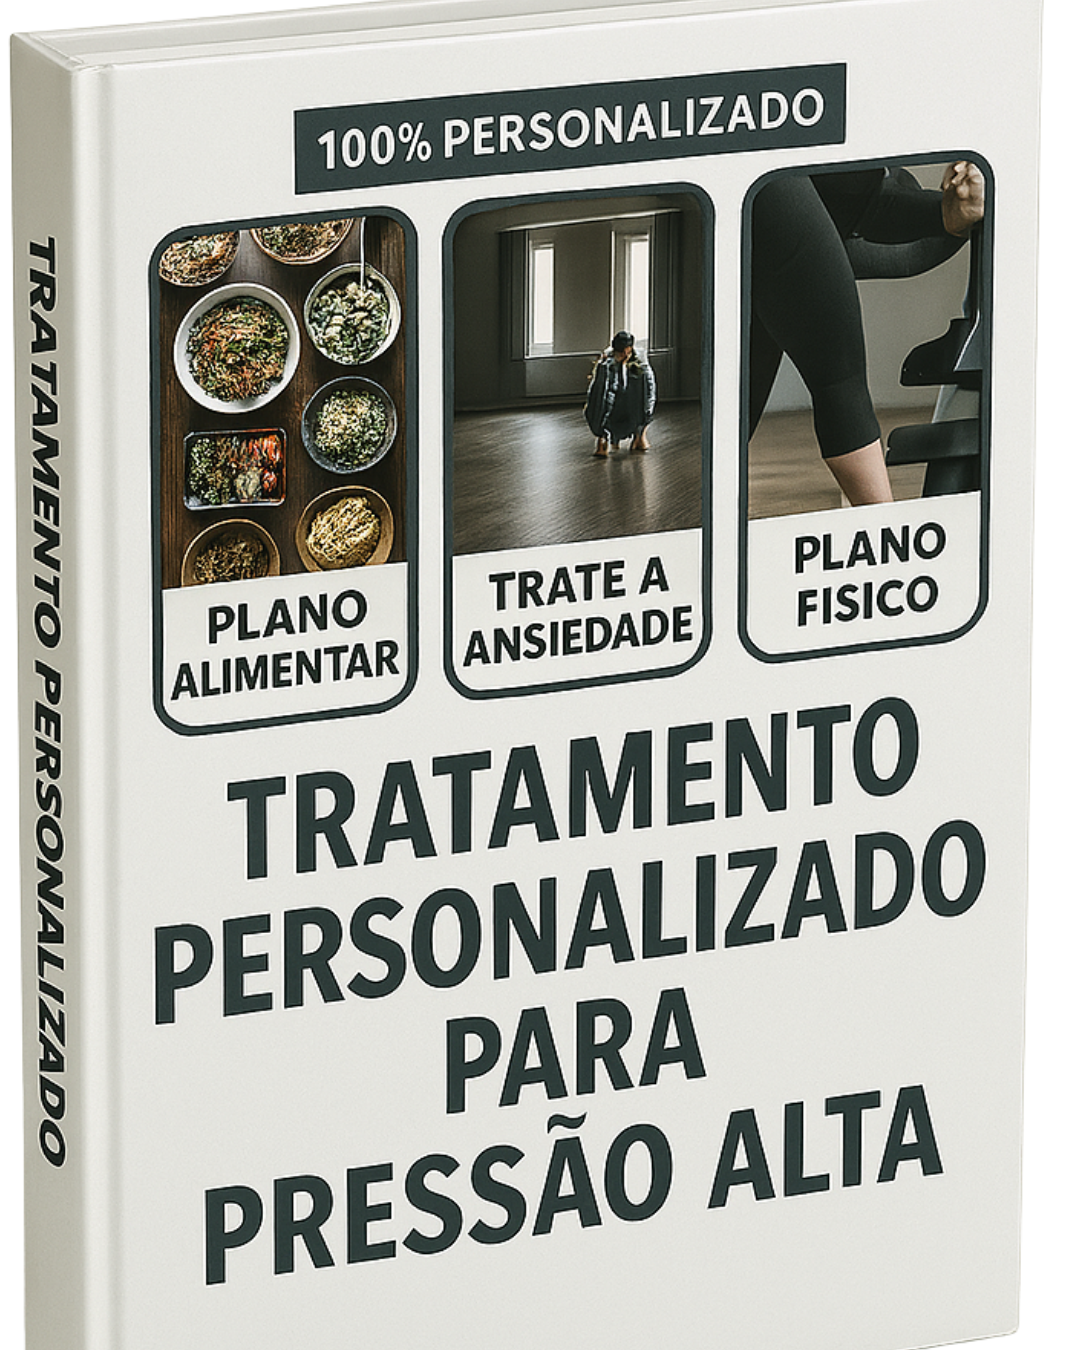 100% PERSONALIZADO
PLANO
ALIMENTAR
TRATE A
ANSIEDADE
PLANO
FISICO
TRATAMENTO
PERSONALIZADO
PARA
PRESSÃO ALTA
TRATAMENTO PERSONALIZADO